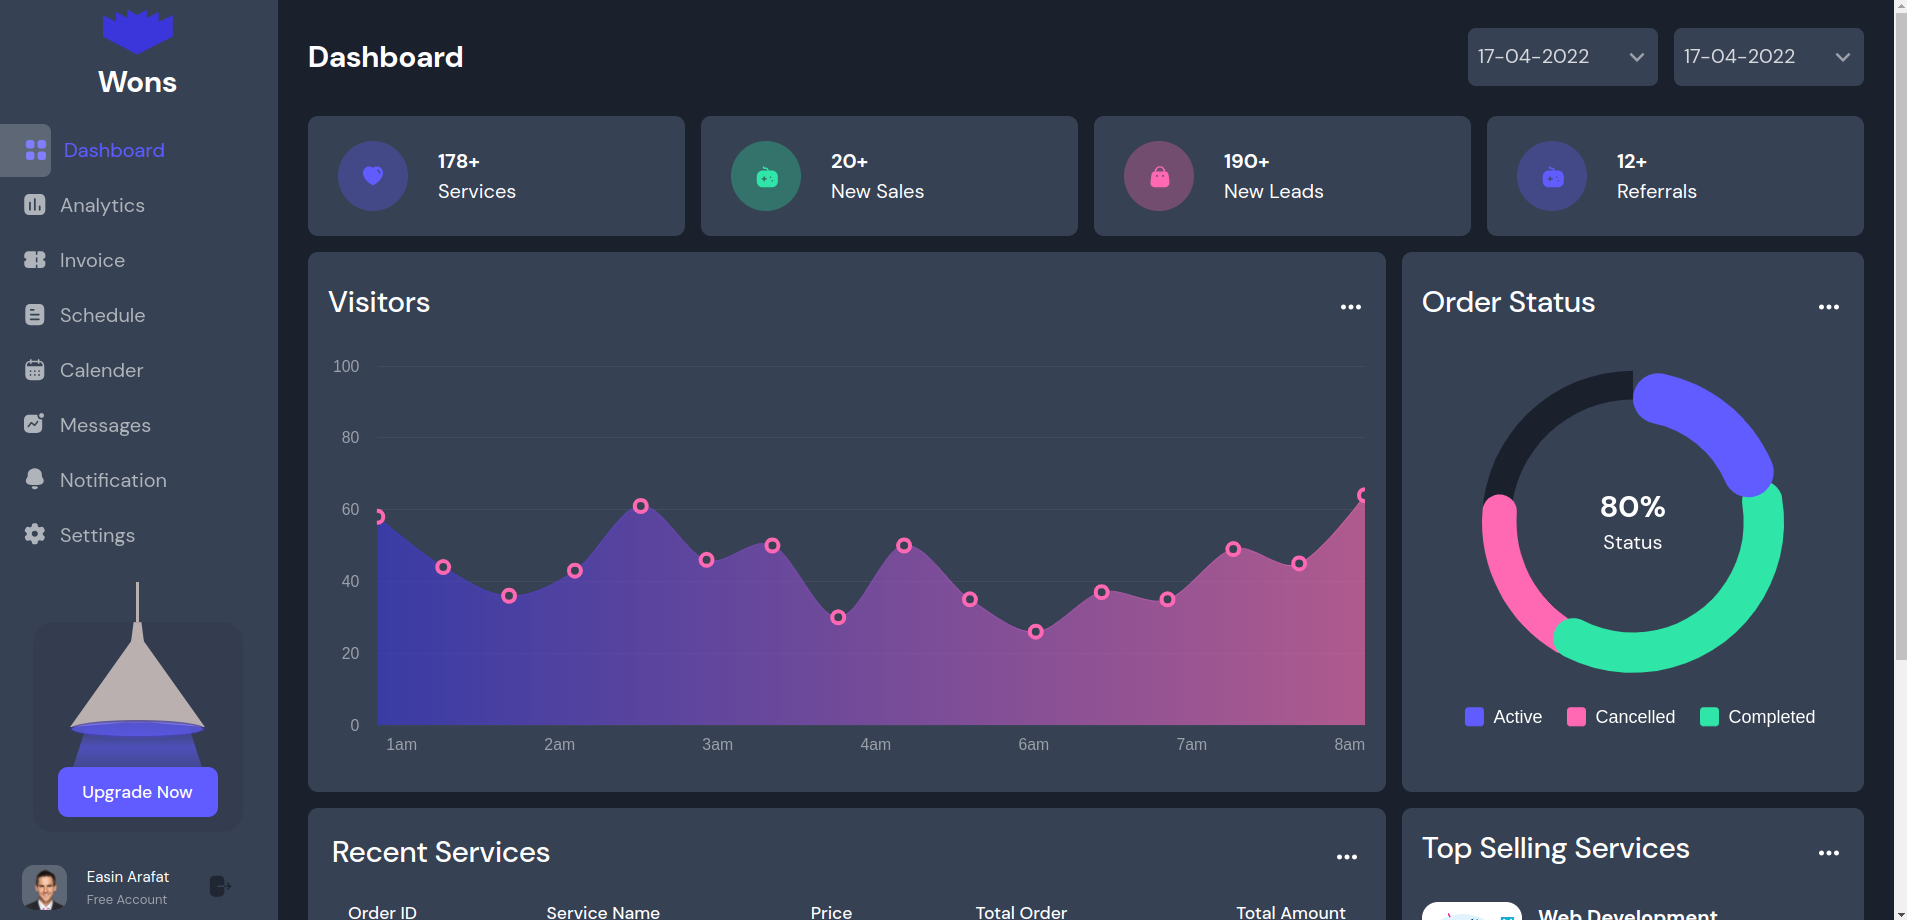 Wons
Dashboard
Analytics
Invoice
Schedule
Calender
Messages
Notification
Settings
Upgrade Now
Easin Arafat
Free Account
Dashboard
17-04-2022
17-04-2022
178+
Services
20+
New Sales
190+
New Leads
12+
Referrals
Visitors
100
80
60
40
20
0
1am 2am 3am 4am 6am 7am 8am
Order Status
80%
Status
Active Cancelled Completed
Recent Services
Order ID Service Name Price Total Order Total Amount
Top Selling Services
Web Development